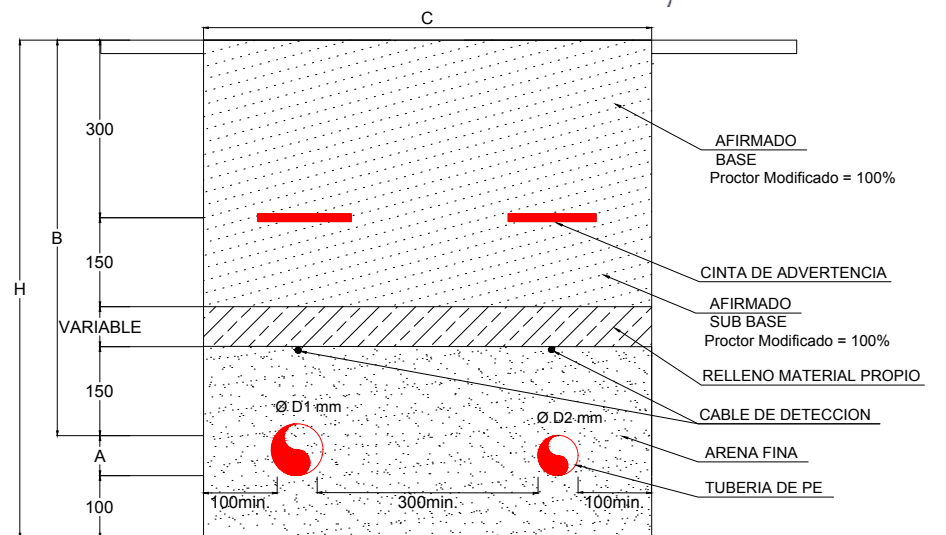 C
300
AFIRMADO
BASE
Proctor Modificado = 100%
B
H
150
CINTA DE ADVERTENCIA
AFIRMADO
SUB BASE
Proctor Modificado = 100%
VARIABLE
RELLENO MATERIAL PROPIO
150
CABLE DE DETECCION
Ø D1 mm
Ø D2 mm
ARENA FINA
A
TUBERIA DE PE
100
100min.
300min.
100min.